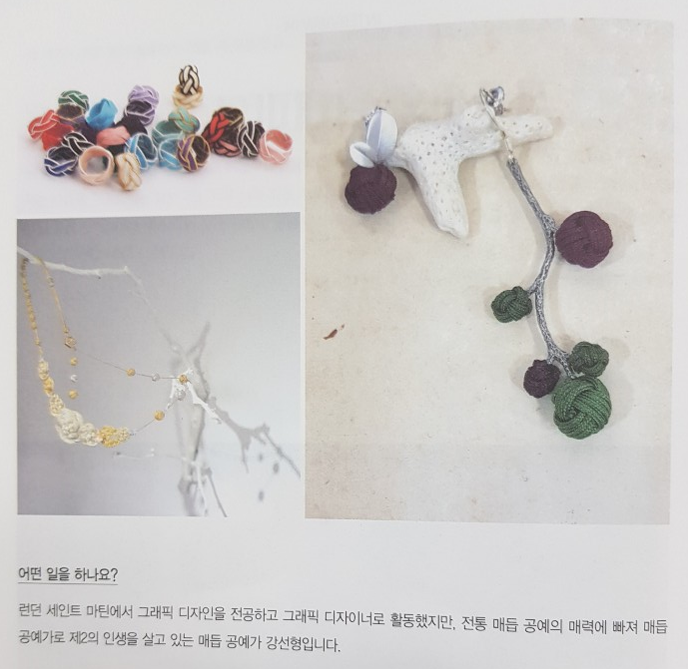 어떤 일을 하나요?
런던 세인트 마틴에서 그래픽 디자인을 전공하고 그래픽 디자이너로 활동했지만, 전통 매듭 공예의 매력에 빠져 매듭
공예가로 제2의 인생을 살고 있는 매듭 공예가 강선형입니다.